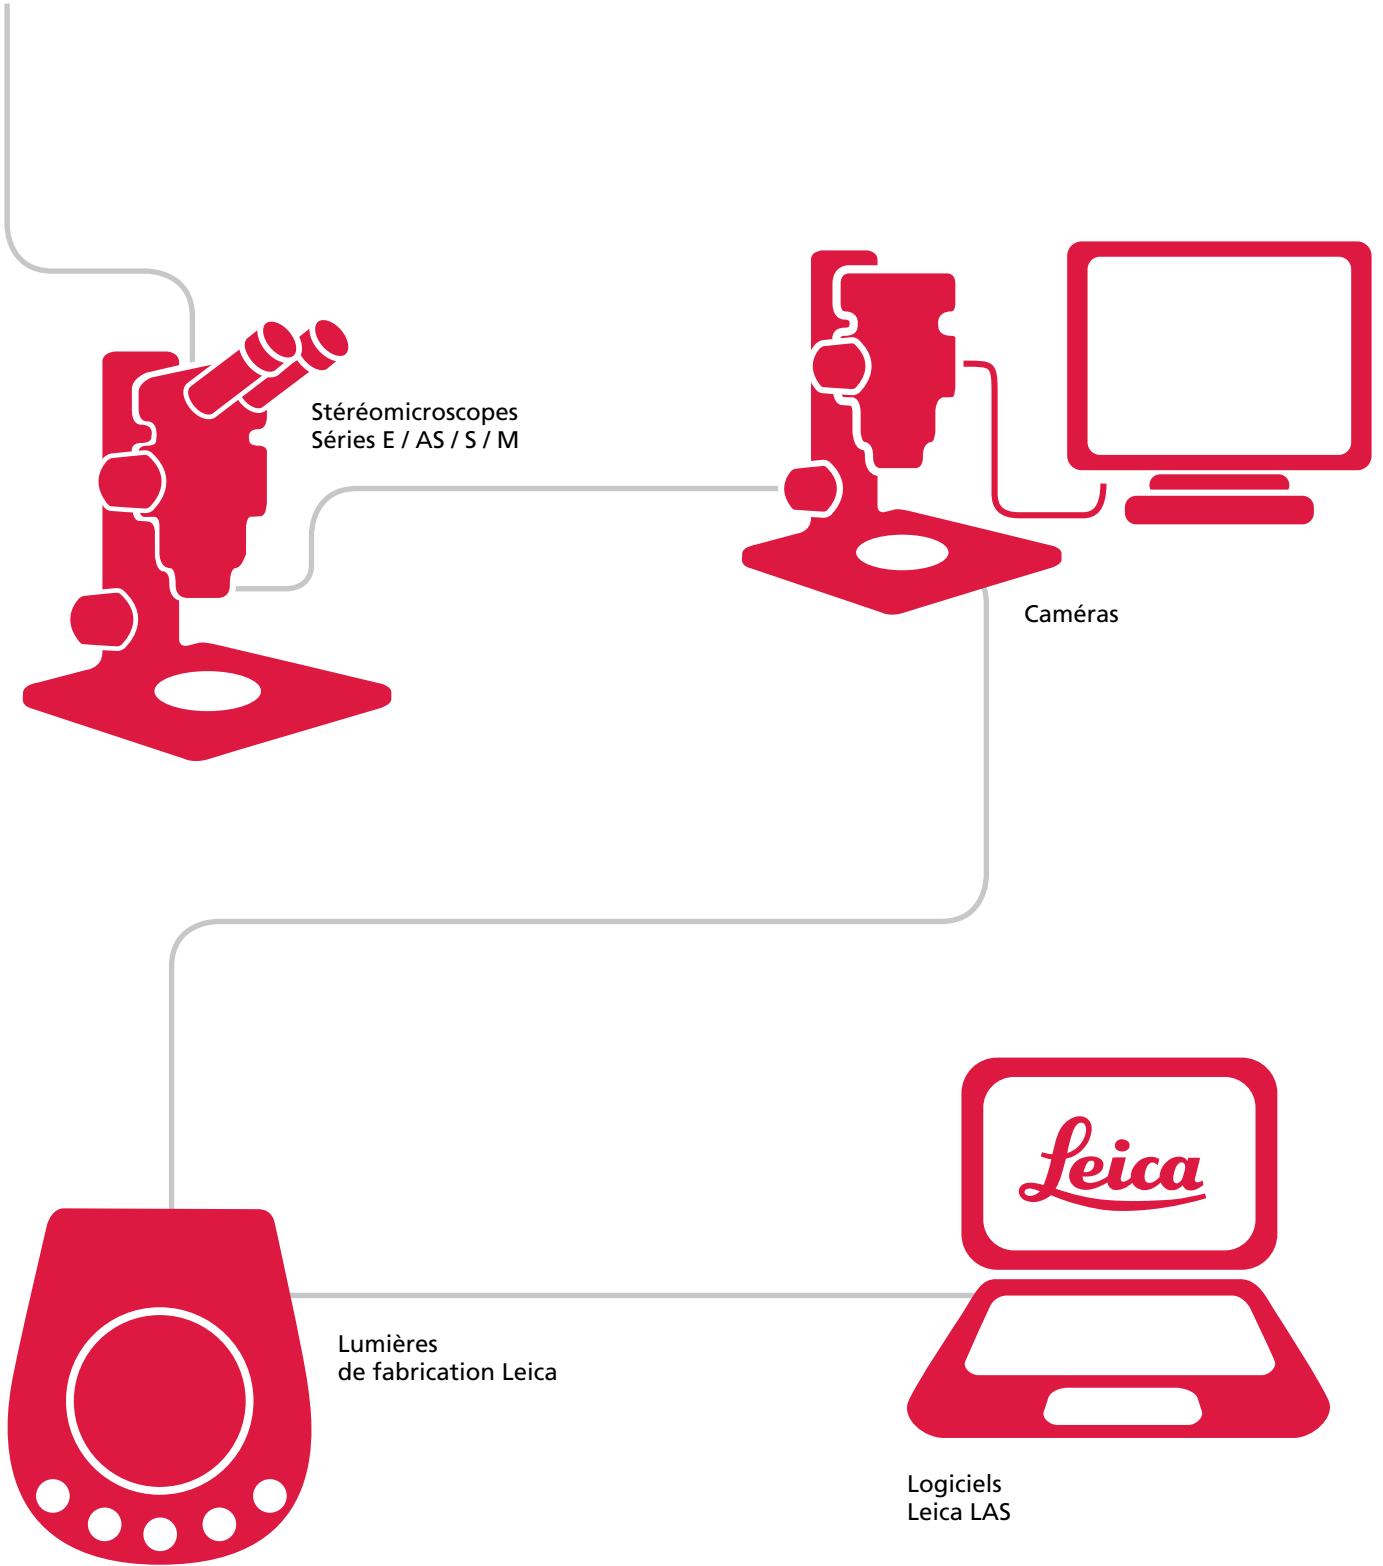 Stéréomicroscopes
Séries E / AS / S / M
Caméras
Leica
Lumières
de fabrication Leica
Logiciels
Leica LAS